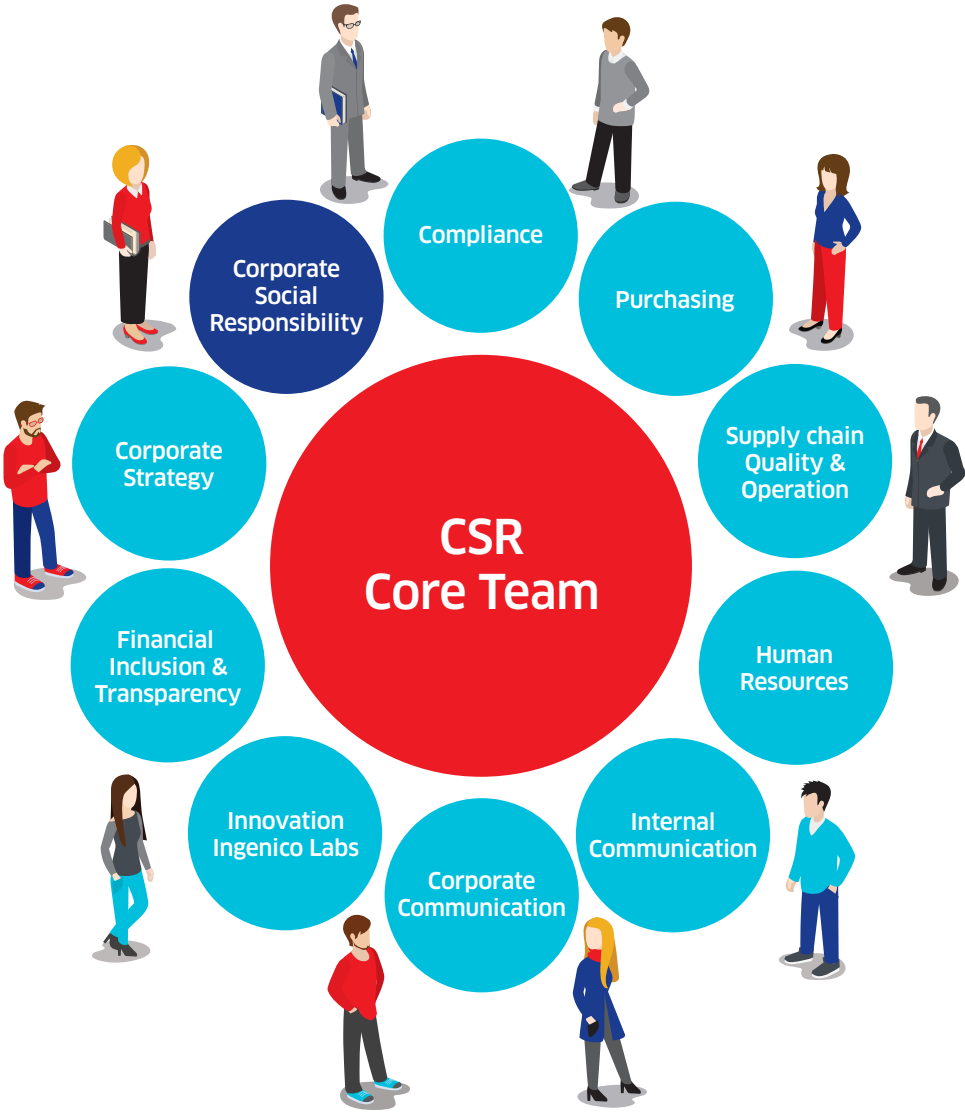 Compliance
Corporate
Social
Responsibility
Purchasing
Supply chain
Quality &
Operation
Corporate
Strategy
CSR
Core Team
Financial
Inclusion &
Transparency
Human
Resources
Innovation
Ingenico Labs
Internal
Communication
Corporate
Communication